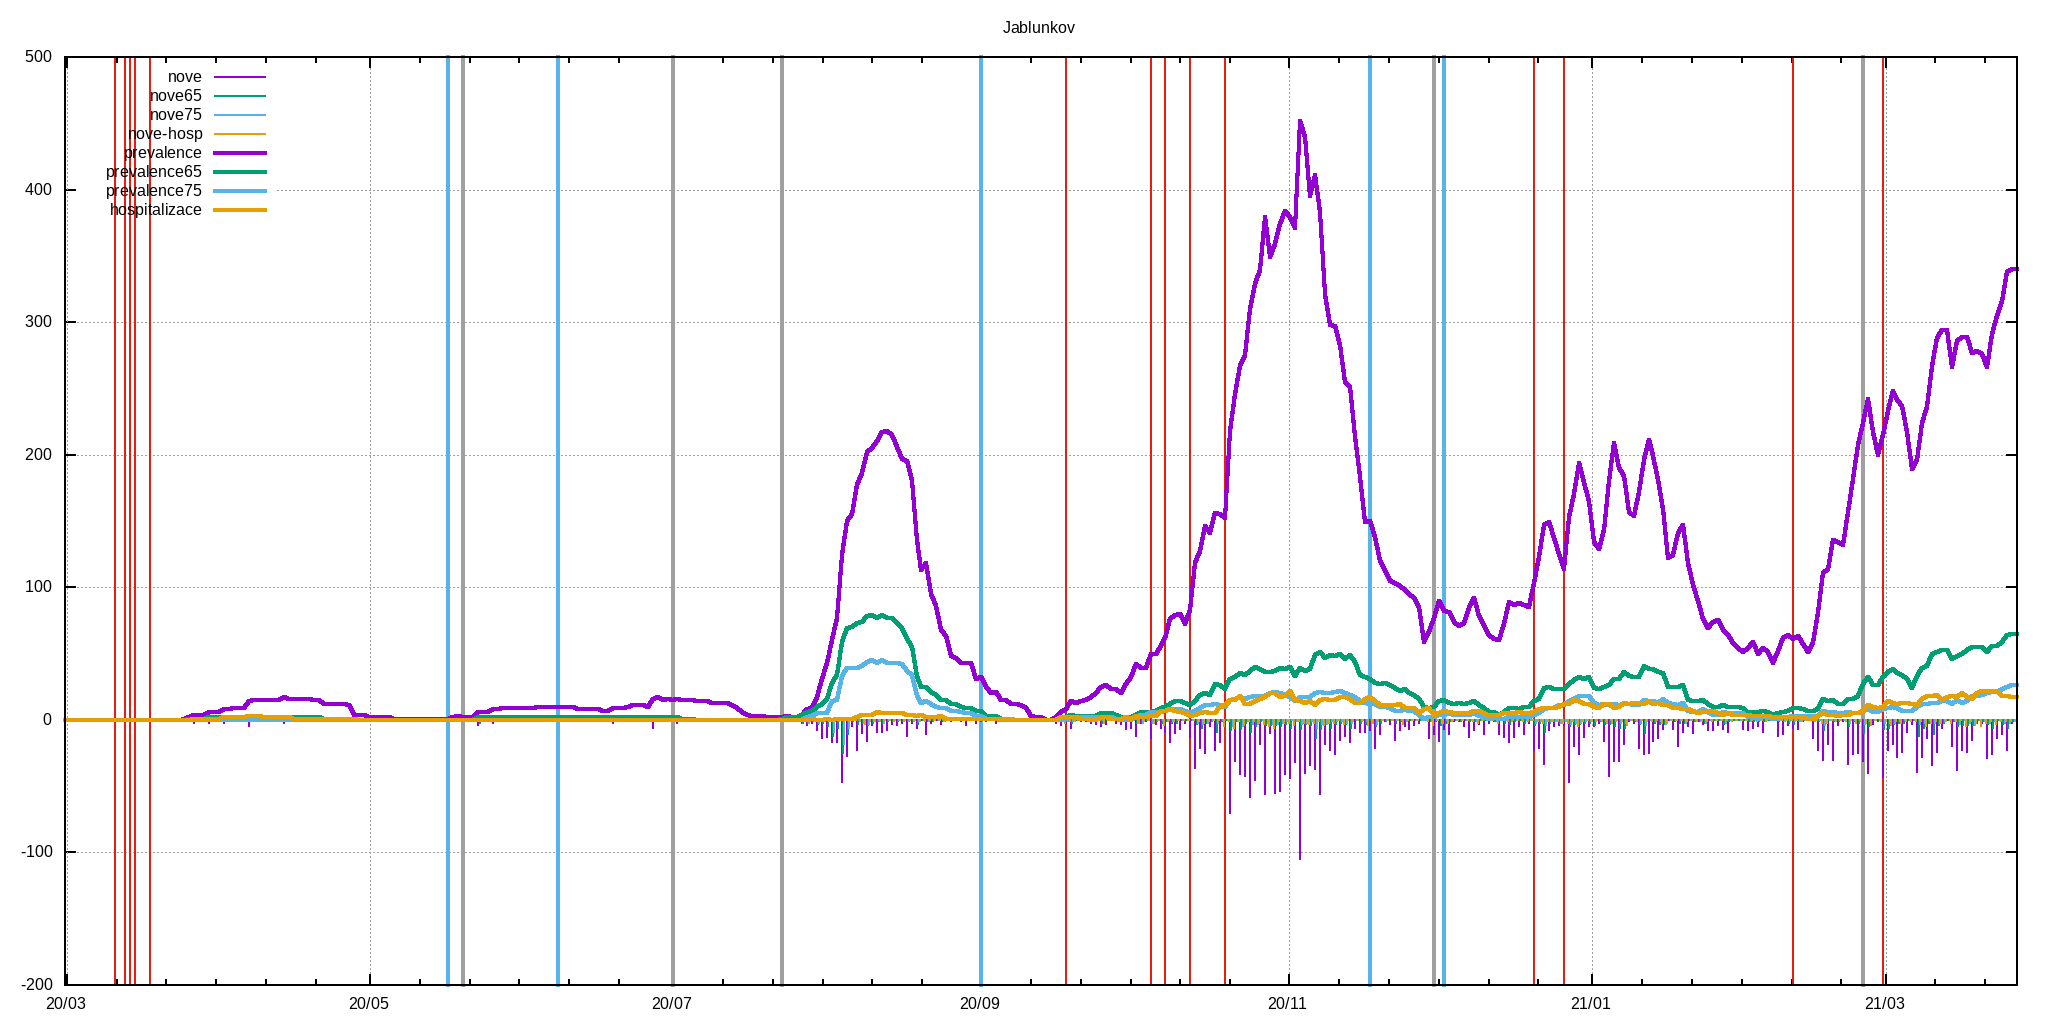 Jablunkov
500
400
300
200
100
0
-100
-200
nove
nove65
nove75
nove-hosp
prevalence
prevalence65
prevalence75
hospitalizace
20/03 20/05 20/07 20/09 20/11 21/01 21/03